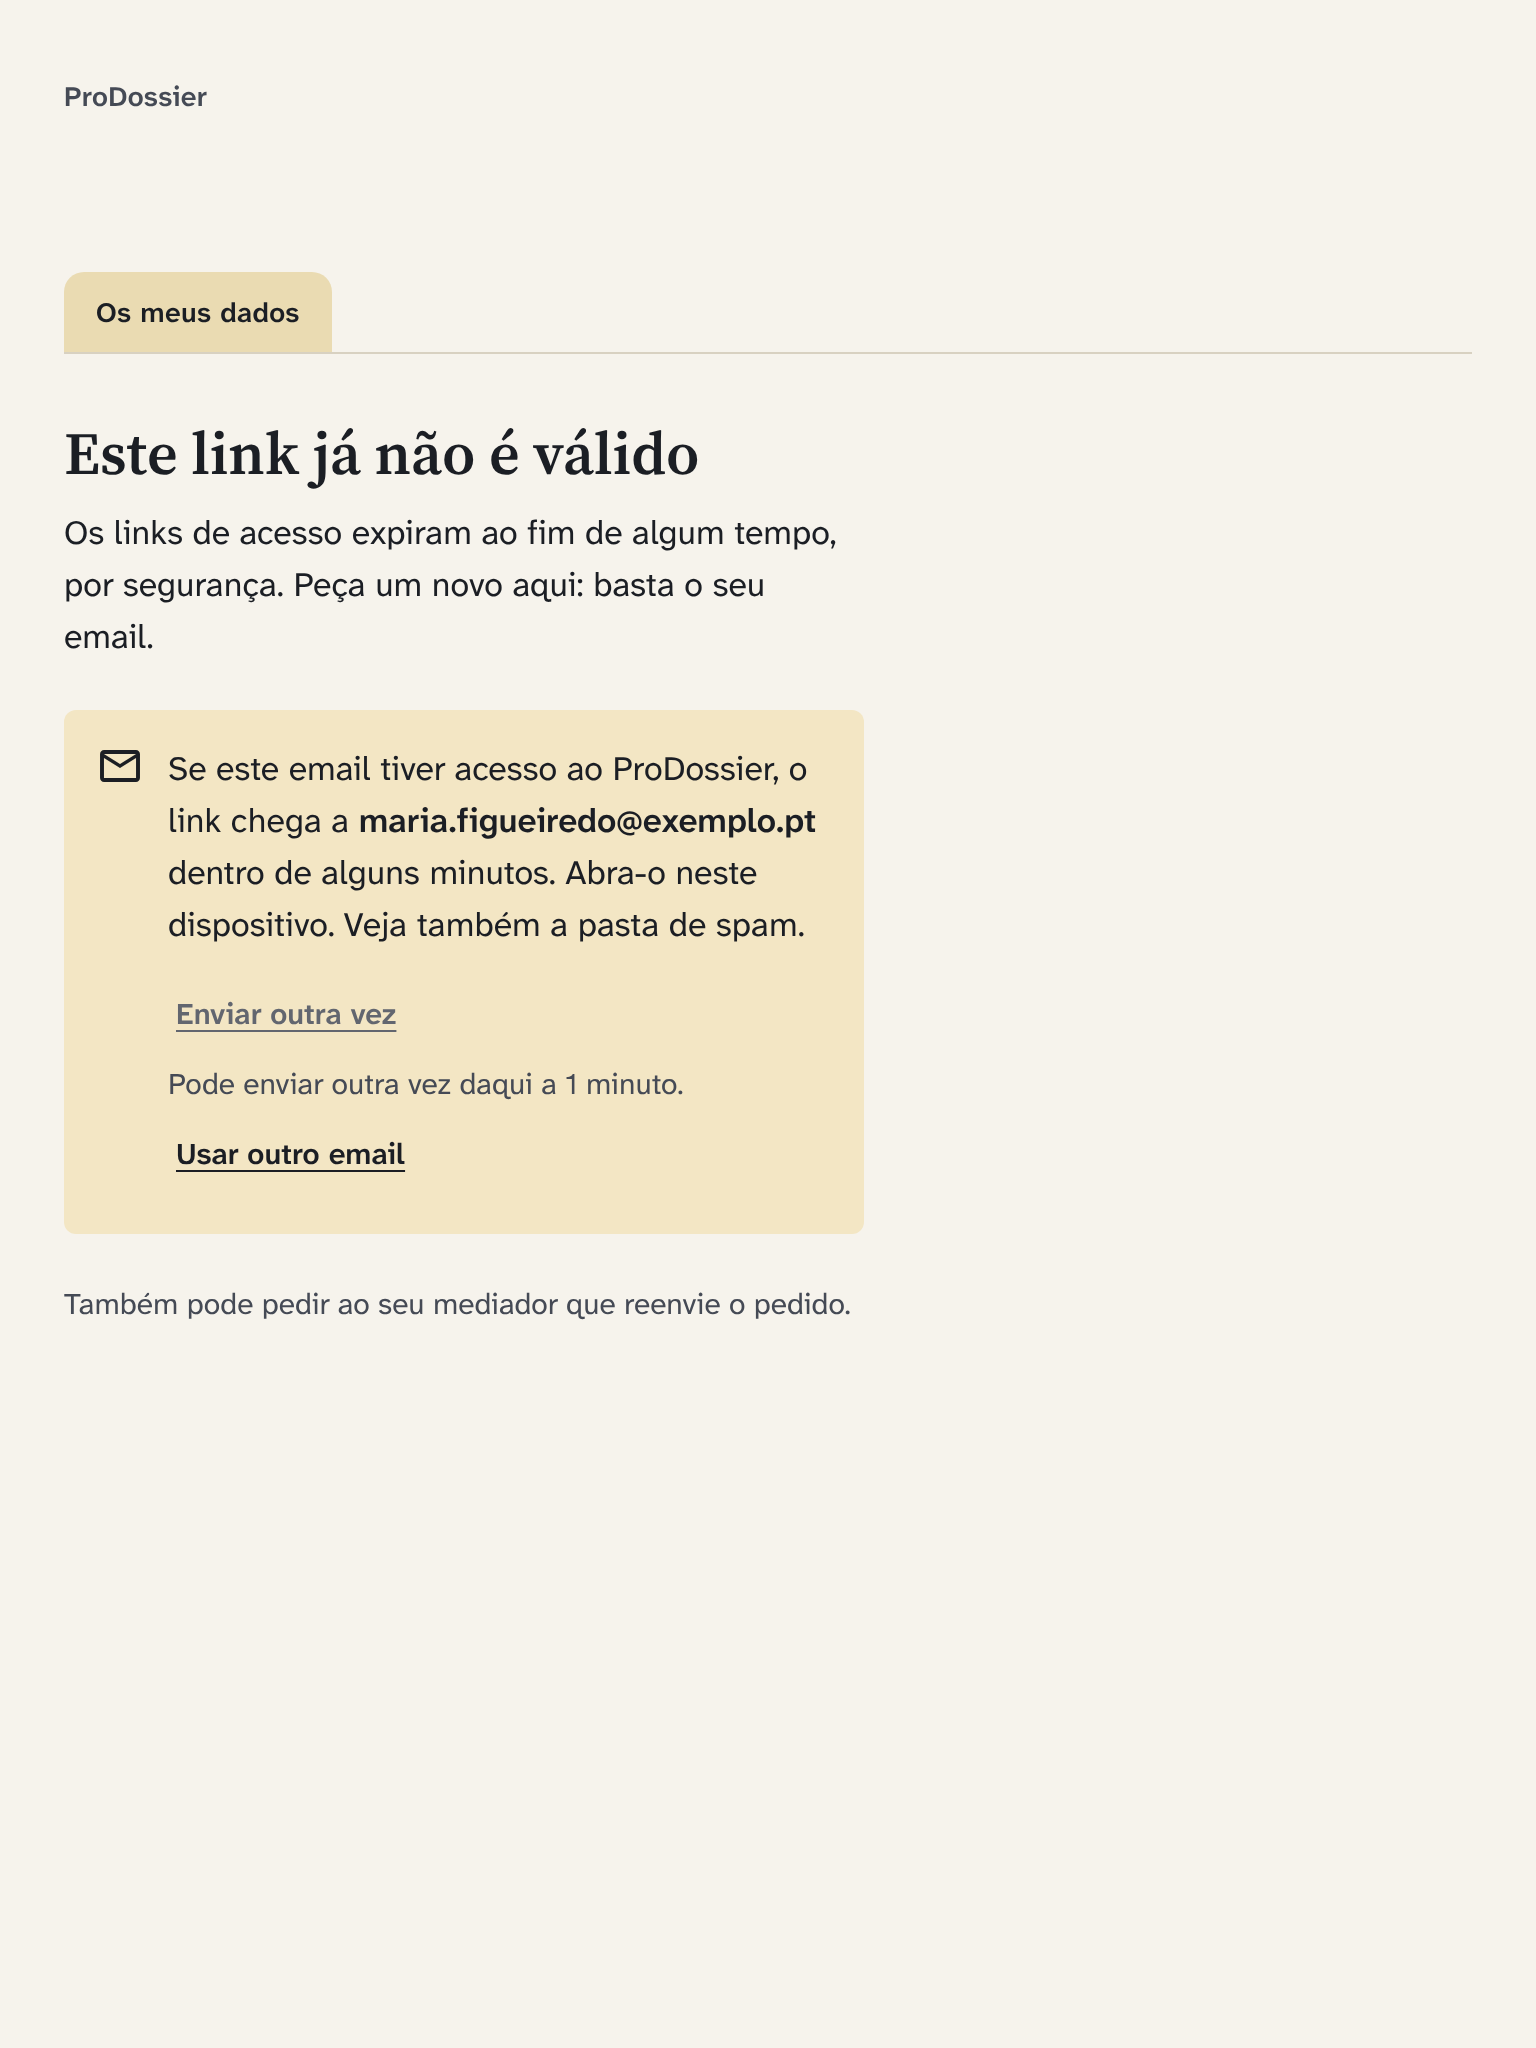 ProDossier
Os meus dados
Este link já não é válido
Os links de acesso expiram ao fim de algum tempo,
por segurança. Peça um novo aqui: basta o seu
email.
Se este email tiver acesso ao ProDossier, o
link chega a maria.figueiredo@exemplo.pt
dentro de alguns minutos. Abra-o neste
dispositivo. Veja também a pasta de spam.
Enviar outra vez
Pode enviar outra vez daqui a 1 minuto.
Usar outro email
Também pode pedir ao seu mediador que reenvie o pedido.